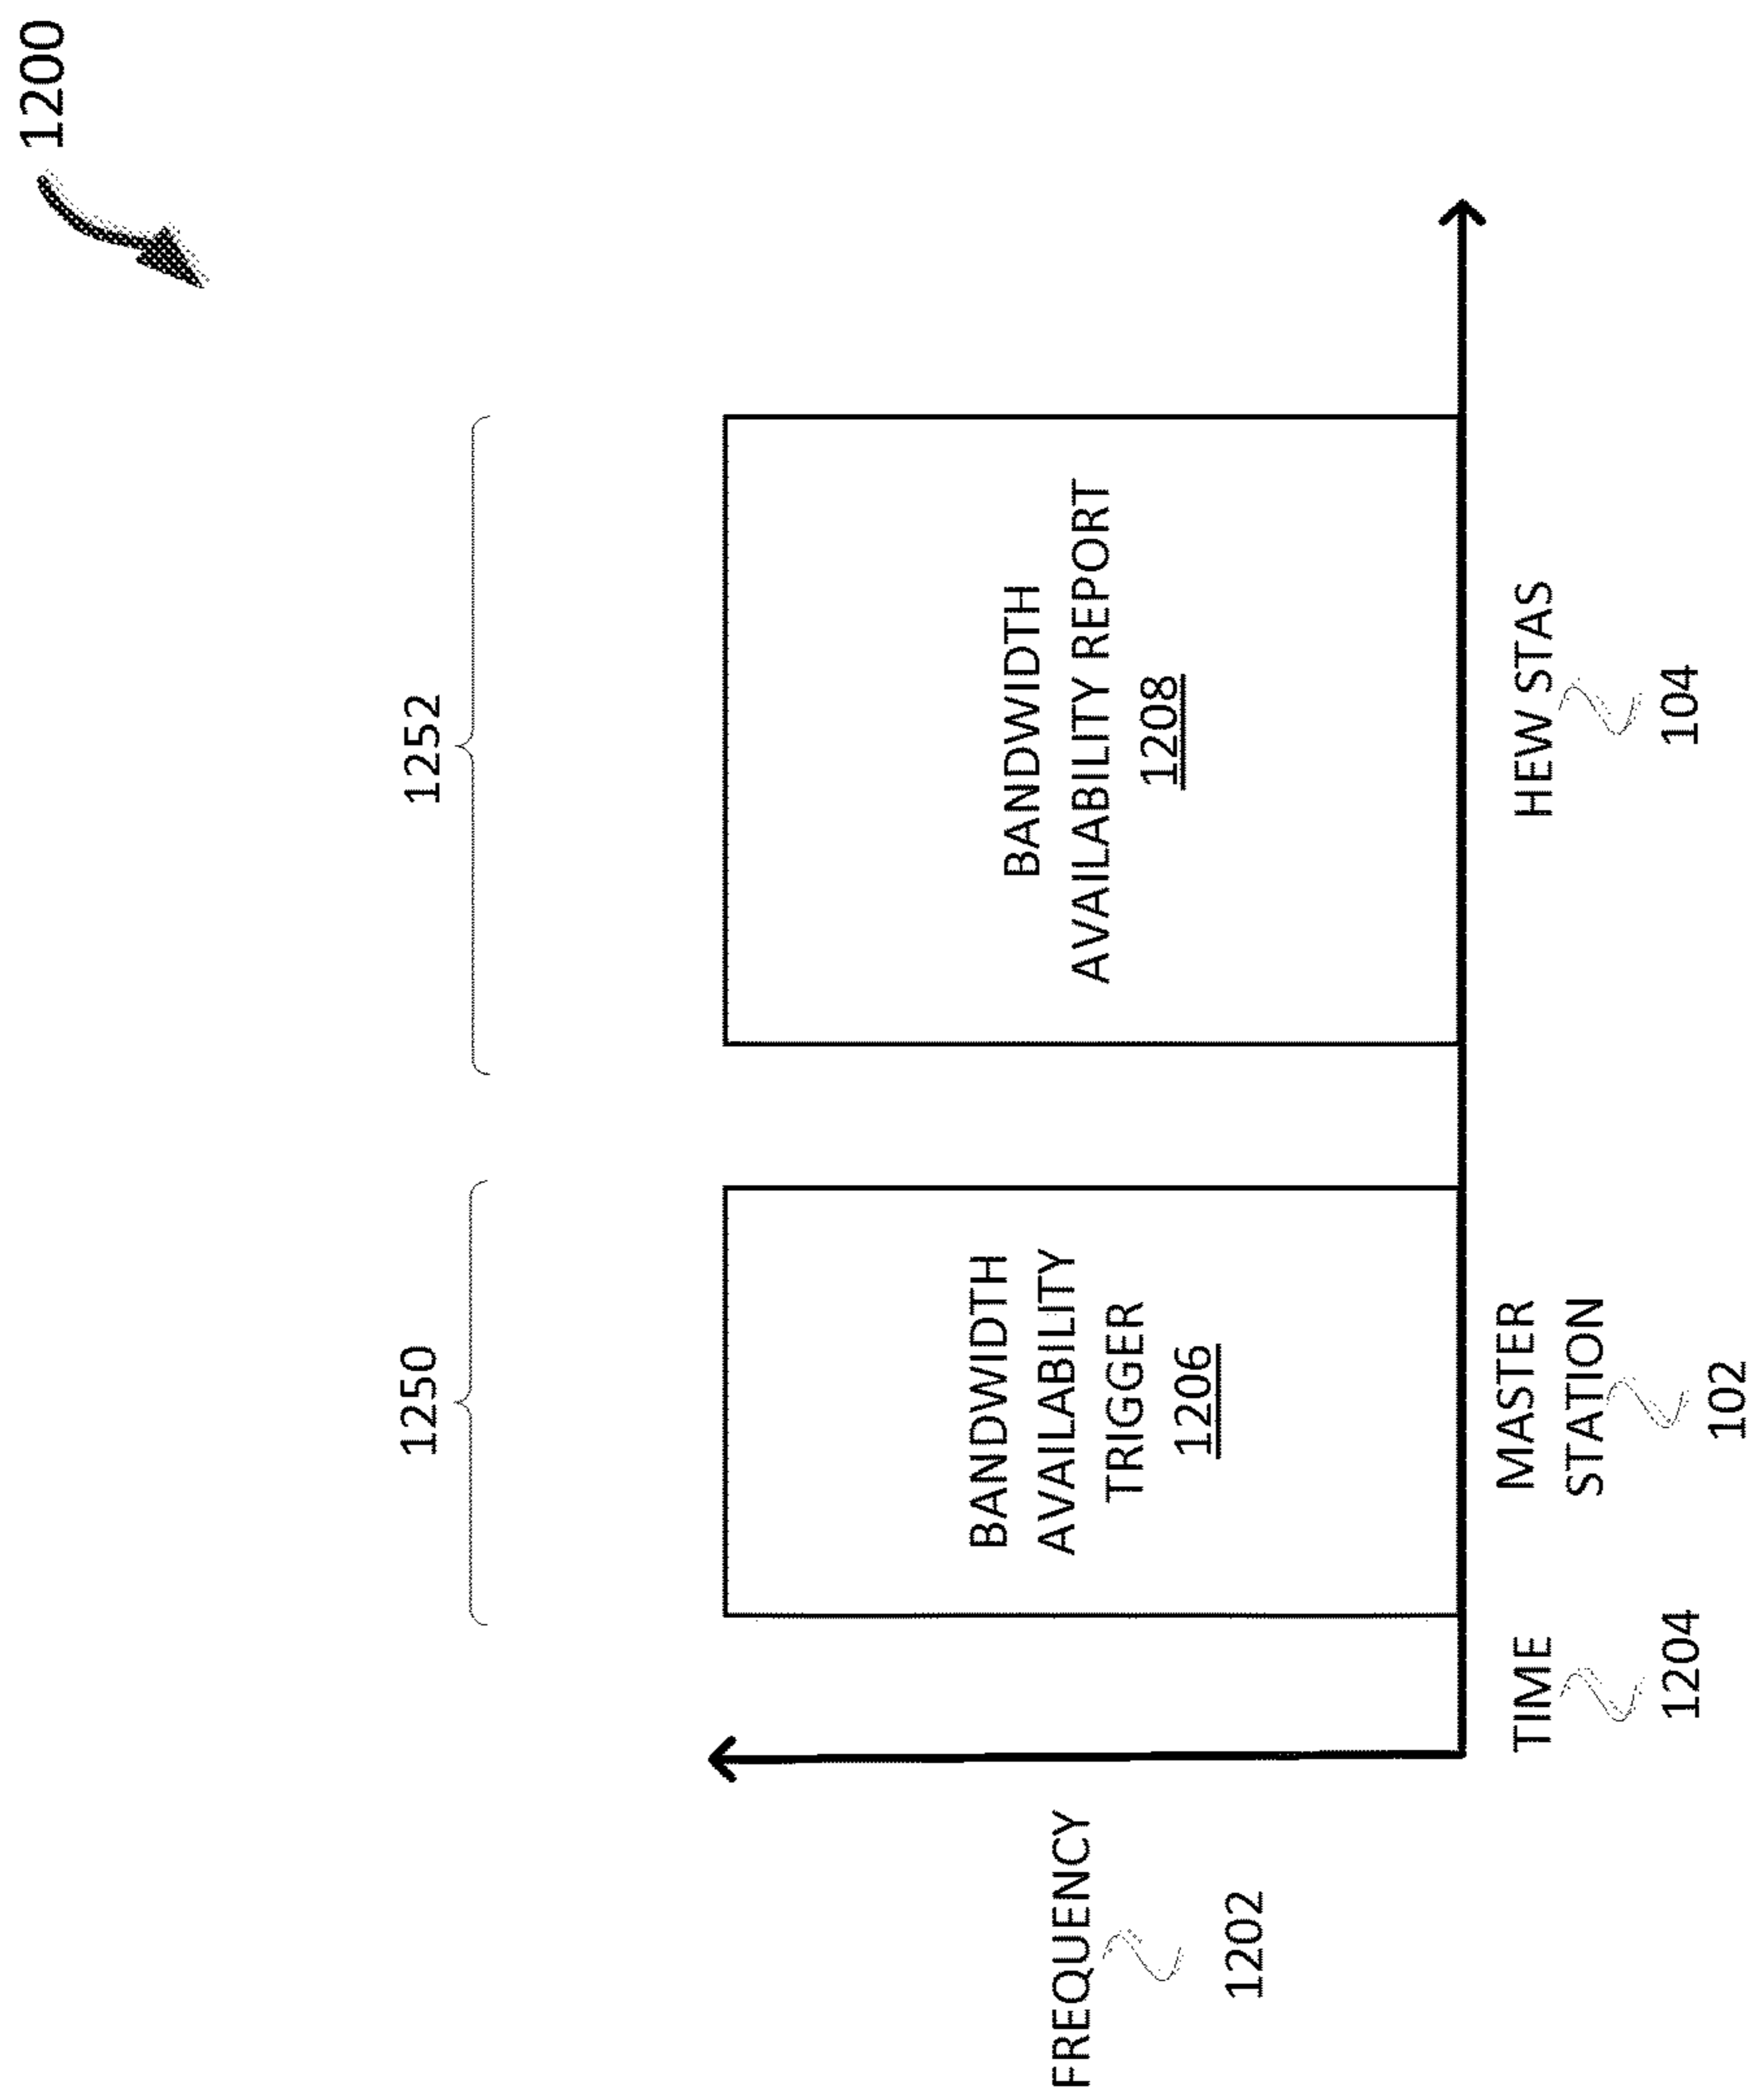 1200
1250
1252
BANDWIDTH
AVAILABILITY
TRIGGER
1206
BANDWIDTH
AVAILABILITY REPORT
1208
FREQUENCY
1202
TIME
1204
MASTER
STATION
102
HEW STAS
104